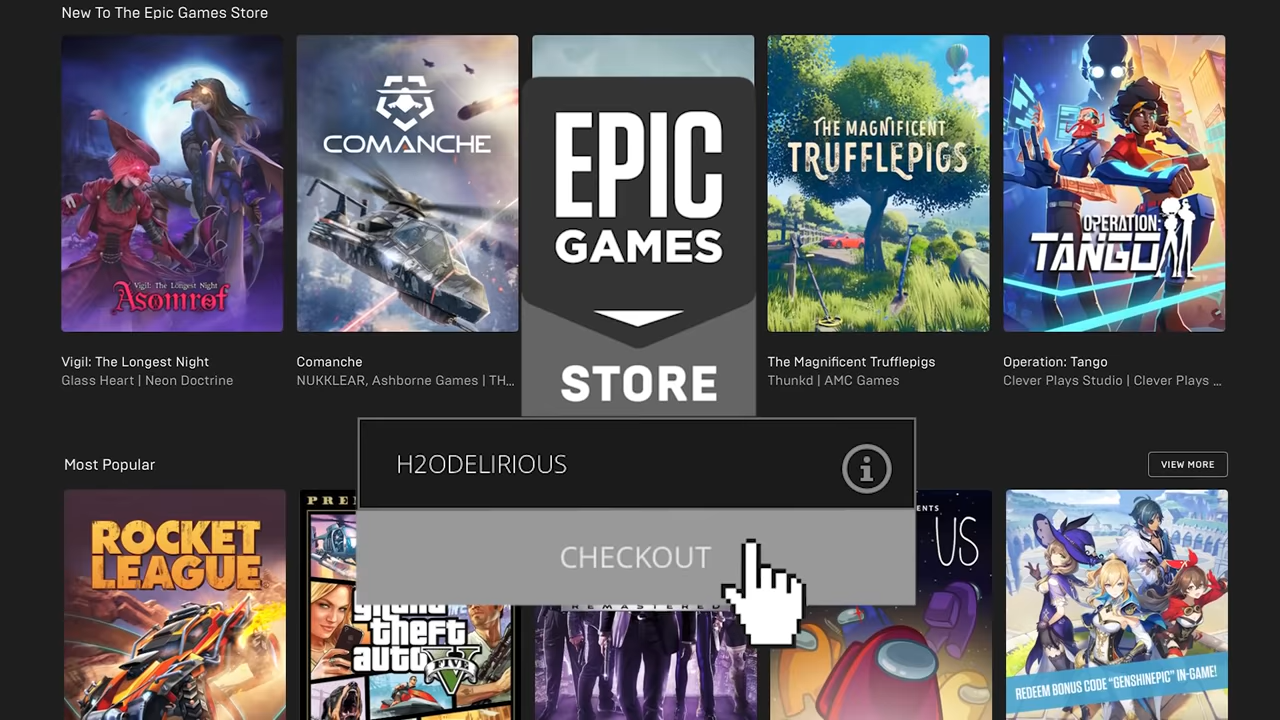 New To The Epic Games Store
Vigil: The Longest Night
Asomrof
COMANCHE
EPIC
GAMES
STORE
THE MAGNIFICENT
TRUFFLEPIGS
OPERATION:
TANGO
Vigil: The Longest Night
Glass Heart | Neon Doctrine
Comanche
NUKKLEAR, Ashborne Games | TH...
The Magnificent Trufflepigs
Thunkd | AMC Games
Operation: Tango
Clever Plays Studio | Clever Plays ...
H2ODELIRIOUS
CHECKOUT
Most Popular
VIEW MORE
ROCKET
LEAGUE
grand
theft
auto
FIVE
REMASTERED
US
REDEEM BONUS CODE "GENSHINEPIC" IN-GAME!